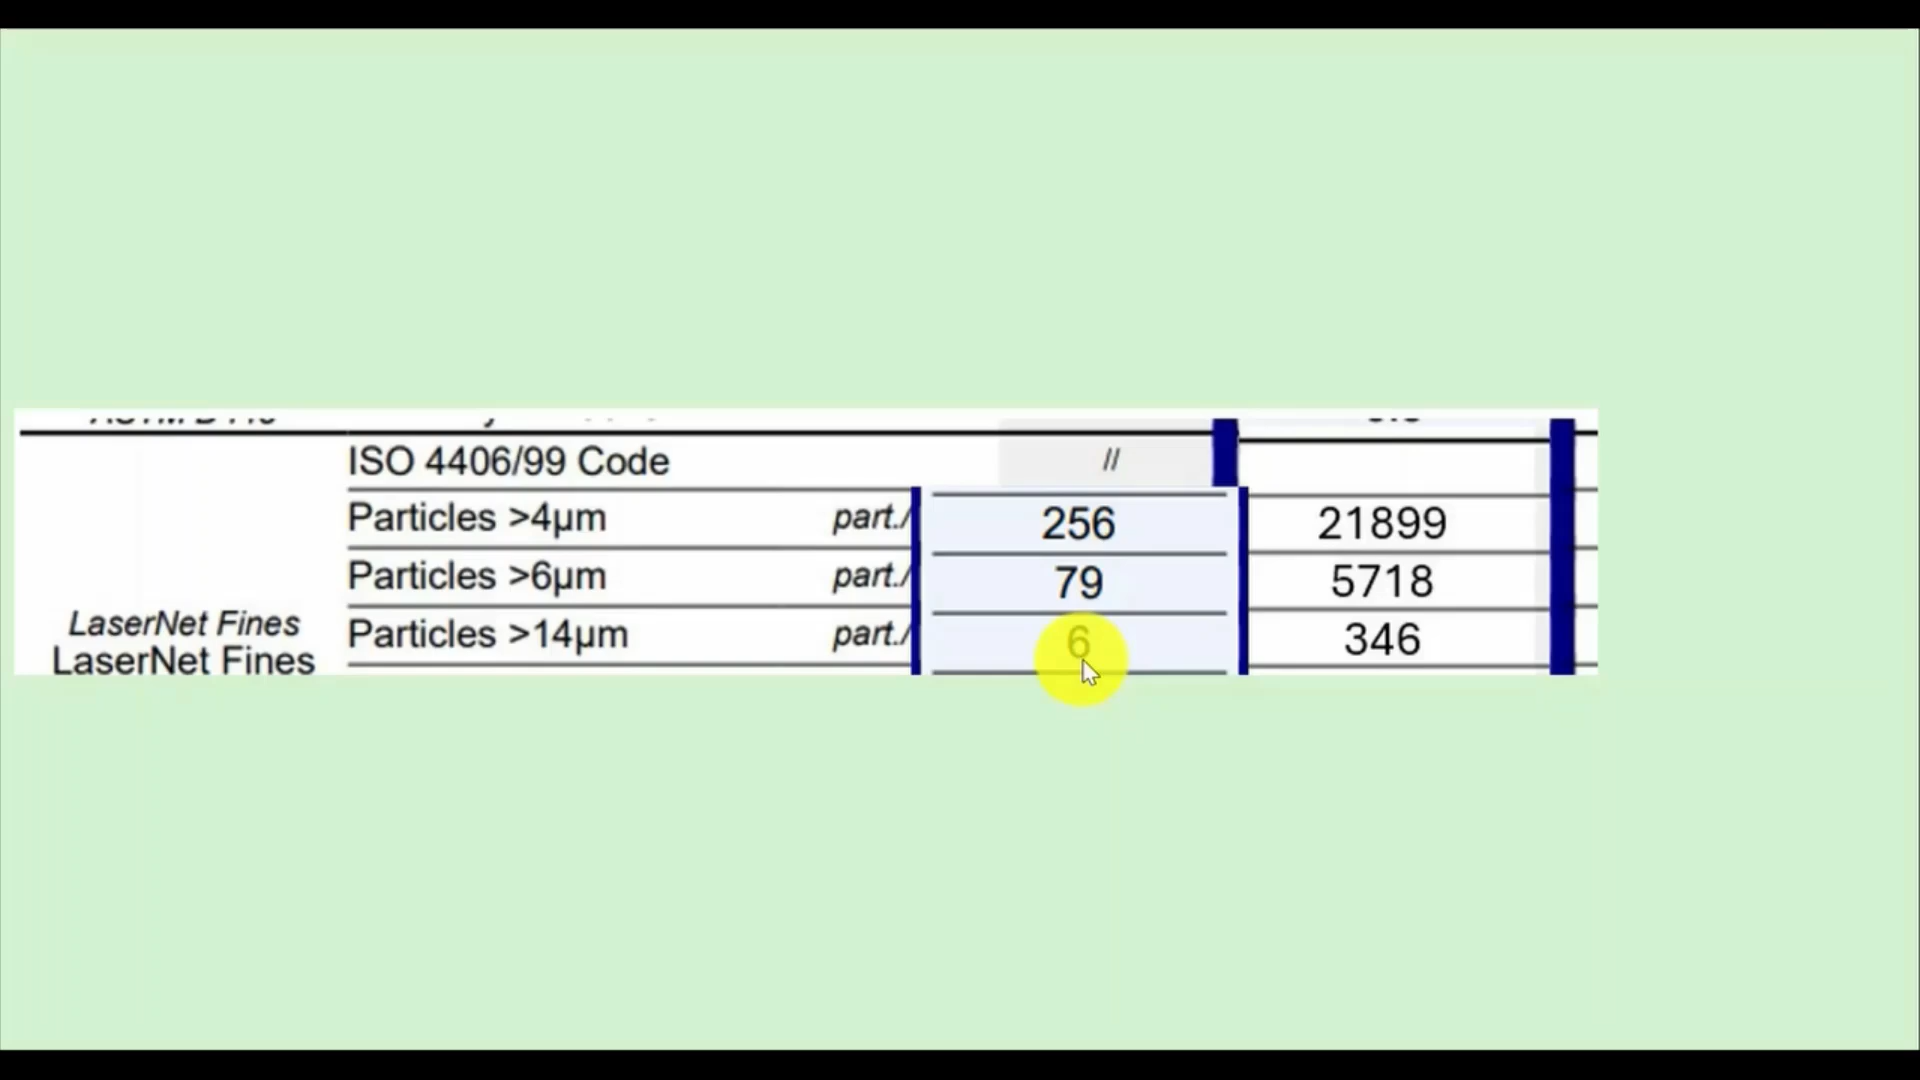 ISO 4406/99 Code //
Particles >4µm part./ 256 21899
Particles >6µm part./ 79 5718
LaserNet Fines
Particles >14µm part./ 6 346
LaserNet Fines